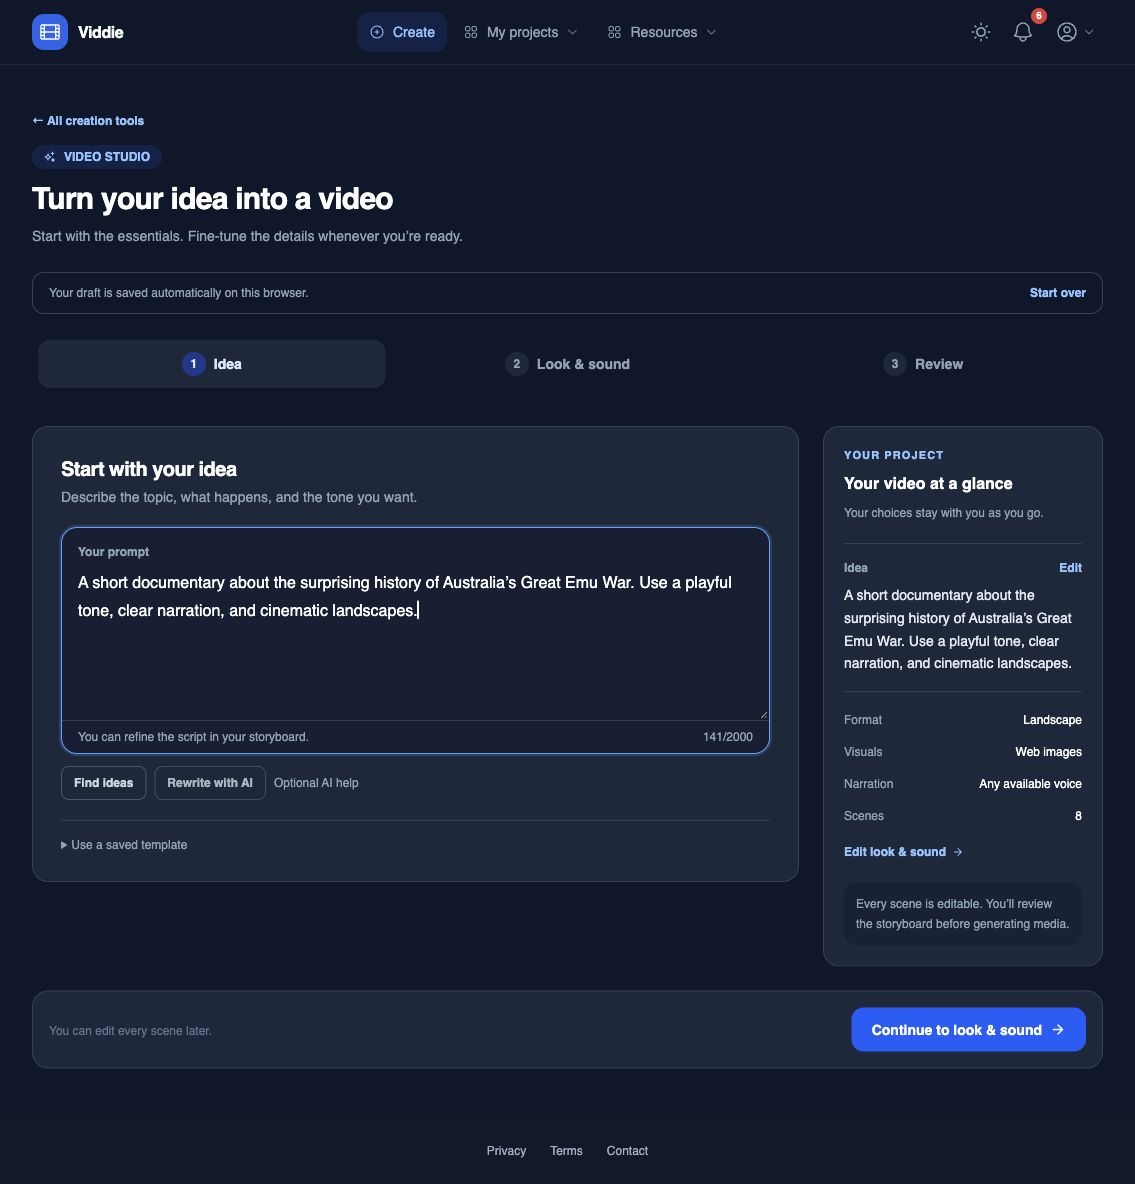 Viddie
Create
My projects
Resources
6
← All creation tools
VIDEO STUDIO
Turn your idea into a video
Start with the essentials. Fine-tune the details whenever you’re ready.
Your draft is saved automatically on this browser.
Start over
1 Idea
2 Look & sound
3 Review
Start with your idea
Describe the topic, what happens, and the tone you want.
Your prompt
A short documentary about the surprising history of Australia’s Great Emu War. Use a playful
tone, clear narration, and cinematic landscapes.
You can refine the script in your storyboard.
141/2000
Find ideas
Rewrite with AI
Optional AI help
Use a saved template
YOUR PROJECT
Your video at a glance
Your choices stay with you as you go.
Idea
Edit
A short documentary about the
surprising history of Australia’s Great
Emu War. Use a playful tone, clear
narration, and cinematic landscapes.
Format Landscape
Visuals Web images
Narration Any available voice
Scenes 8
Edit look & sound →
Every scene is editable. You’ll review
the storyboard before generating media.
You can edit every scene later.
Continue to look & sound →
Privacy Terms Contact